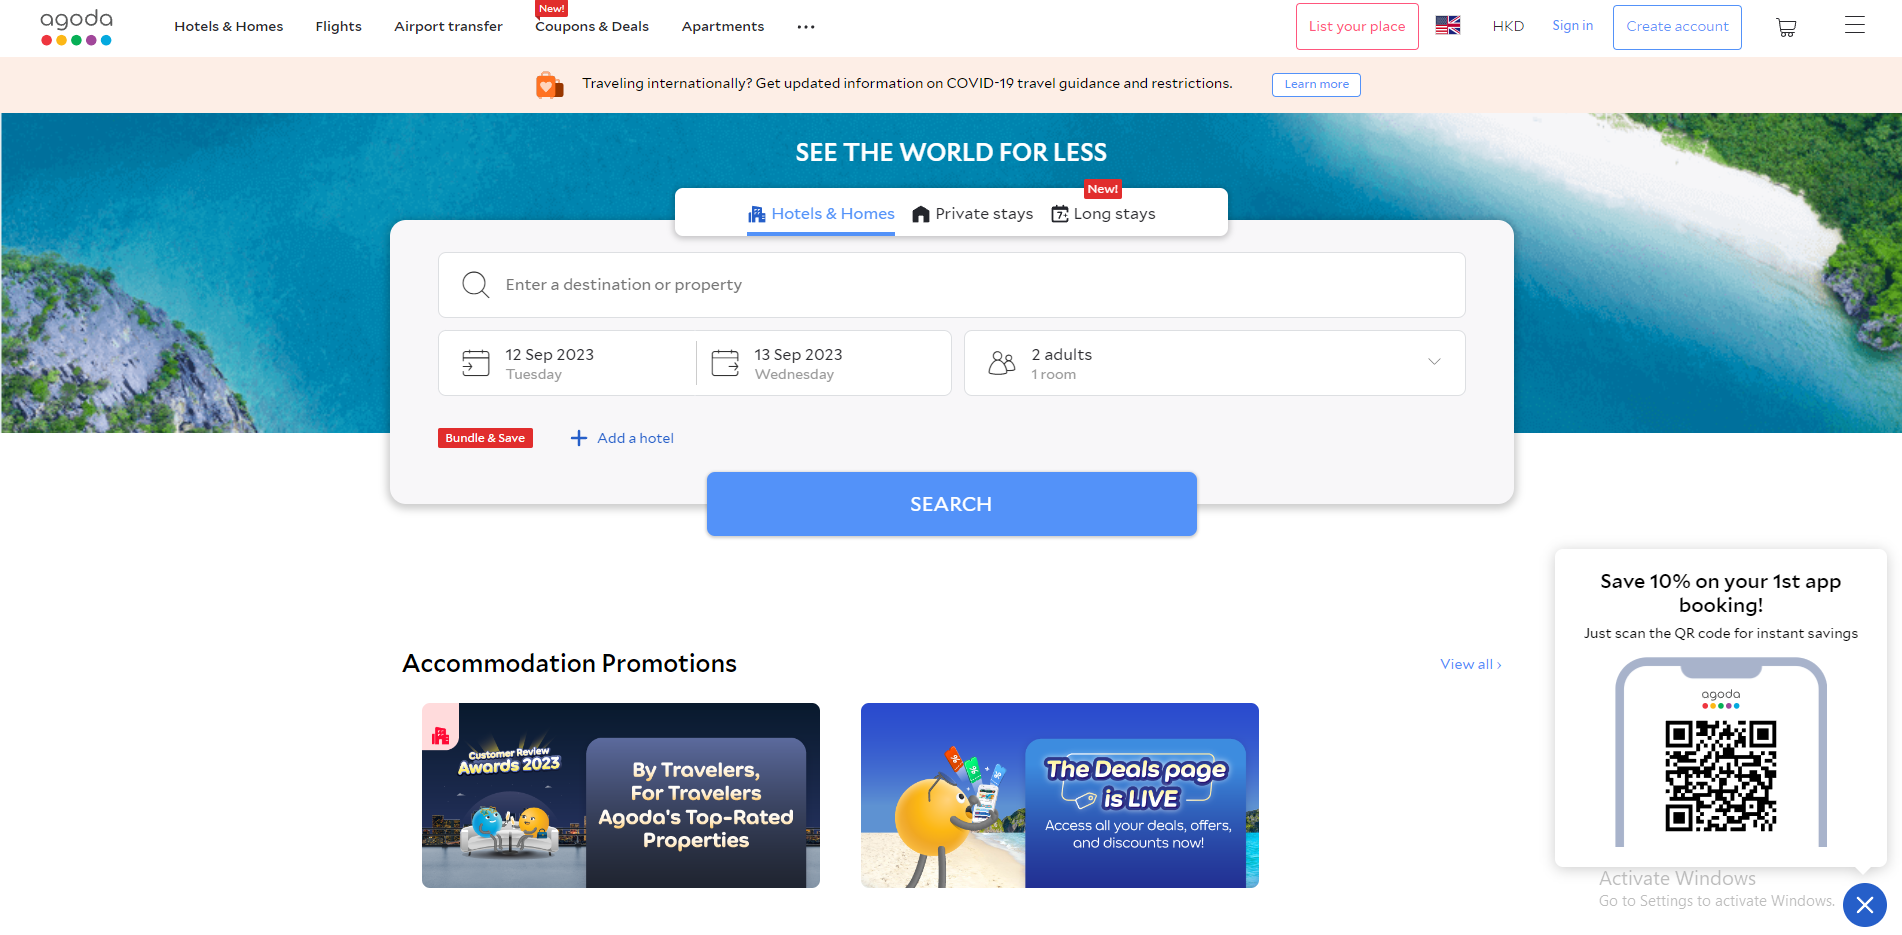 agoda
Hotels & Homes
Flights
Airport transfer
New!
Coupons & Deals
Apartments
List your place
HKD
Sign in
Create account
Traveling internationally? Get updated information on COVID-19 travel guidance and restrictions.
Learn more
SEE THE WORLD FOR LESS
New!
Hotels & Homes
Private stays
Long stays
Enter a destination or property
12 Sep 2023
Tuesday
13 Sep 2023
Wednesday
2 adults
1 room
Bundle & Save
Add a hotel
SEARCH
Save 10% on your 1st app
booking!
Just scan the QR code for instant savings
agoda
Accommodation Promotions
View all ›
Customer Review
Awards 2023
By Travelers,
For Travelers
Agoda's Top-Rated
Properties
The Deals page
is LIVE
Access all your deals, offers,
and discounts now!
Activate Windows
Go to Settings to activate Windows.